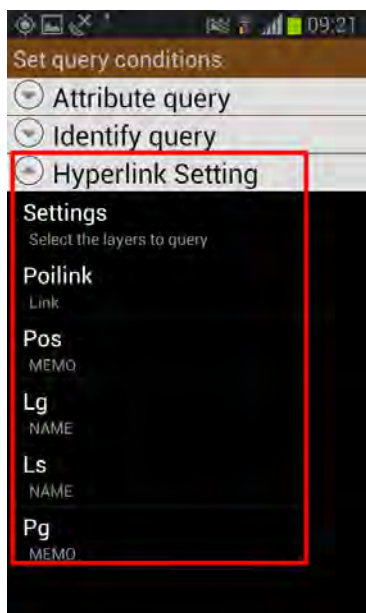 09:21
Set query conditions
Attribute query
Identify query
Hyperlink Setting
Settings
Select the layers to query
Poilink
Link
Pos
MEMO
Lg
NAME
Ls
NAME
Pg
MEMO